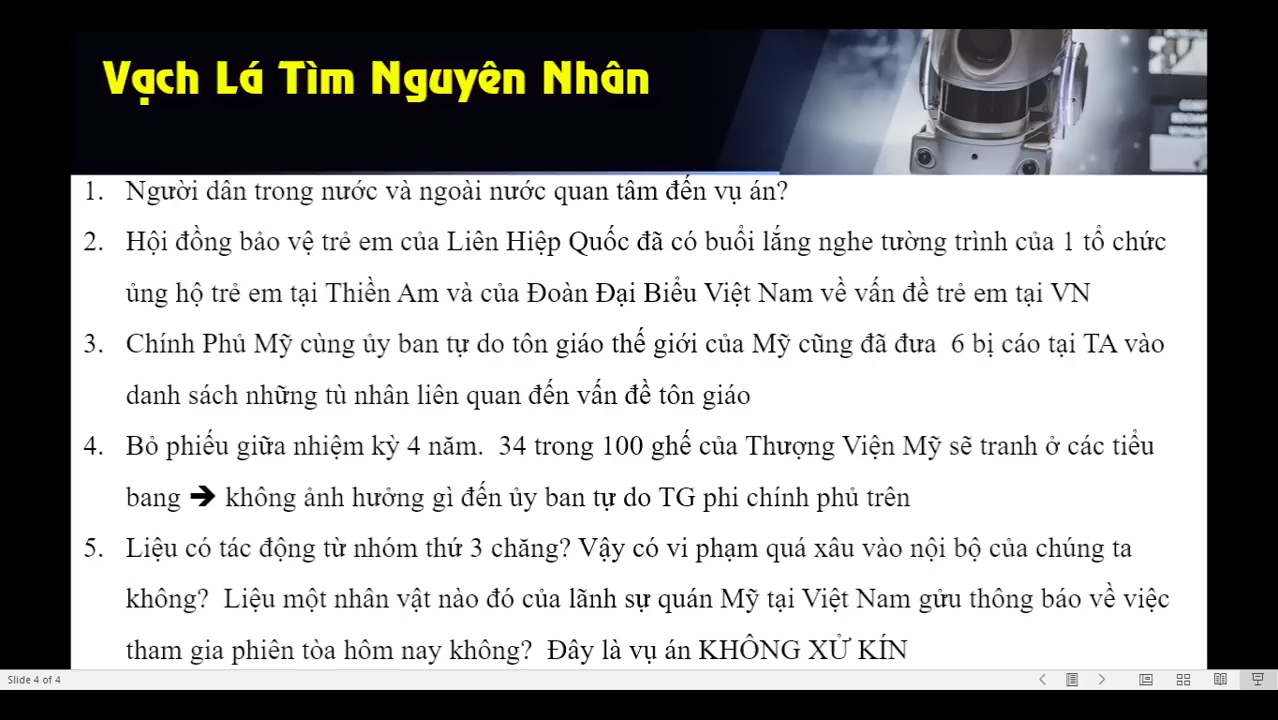 Vạch Lá Tìm Nguyên Nhân
1. Người dân trong nước và ngoài nước quan tâm đến vụ án?
2. Hội đồng bảo vệ trẻ em của Liên Hiệp Quốc đã có buổi lắng nghe tường trình của 1 tổ chức
ủng hộ trẻ em tại Thiền Am và của Đoàn Đại Biểu Việt Nam về vấn đề trẻ em tại VN
3. Chính Phủ Mỹ cùng ủy ban tự do tôn giáo thế giới của Mỹ cũng đã đưa 6 bị cáo tại TA vào
danh sách những tù nhân liên quan đến vấn đề tôn giáo
4. Bỏ phiếu giữa nhiệm kỳ 4 năm. 34 trong 100 ghế của Thượng Viện Mỹ sẽ tranh ở các tiểu
bang ➔ không ảnh hưởng gì đến ủy ban tự do TG phi chính phủ trên
5. Liệu có tác động từ nhóm thứ 3 chăng? Vậy có vi phạm quá xâu vào nội bộ của chúng ta
không? Liệu một nhân vật nào đó của lãnh sự quán Mỹ tại Việt Nam gửu thông báo về việc
tham gia phiên tòa hôm nay không? Đây là vụ án KHÔNG XỬ KÍN
Slide 4 of 4